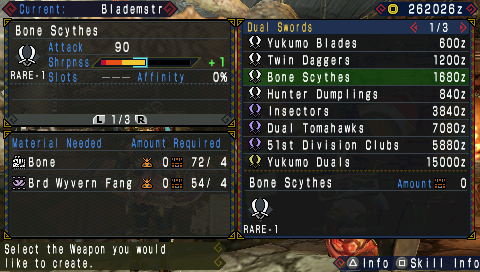 Current: Blademstr
262026z
Bone Scythes
Attack 90
Shrpnss +1
RARE-1 Slots --- Affinity 0%
L 1/3 R
Material Needed Amount Required
Bone 0 72/ 4
Brd Wyvern Fang 0 54/ 4
Select the Weapon you would
like to create.
Dual Swords 1/3
Yukumo Blades 600z
Twin Daggers 1200z
Bone Scythes 1680z
Hunter Dumplings 840z
Insectors 3840z
Dual Tomahawks 7080z
51st Division Clubs 5880z
Yukumo Duals 15000z
Bone Scythes Amount 0
RARE-1
Info Skill Info